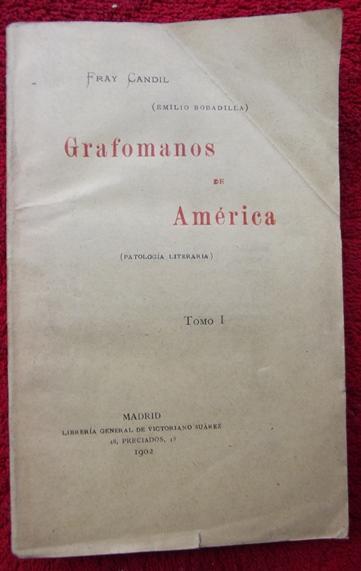 FRAY CANDIL
(EMILIO BOBADILLA)
Grafomanos
DE
América
(PATOLOGÍA LITERARIA)
TOMO I
MADRID
LIBRERÍA GENERAL DE VICTORIANO SUÁREZ
48, PRECIADOS, 48
1902